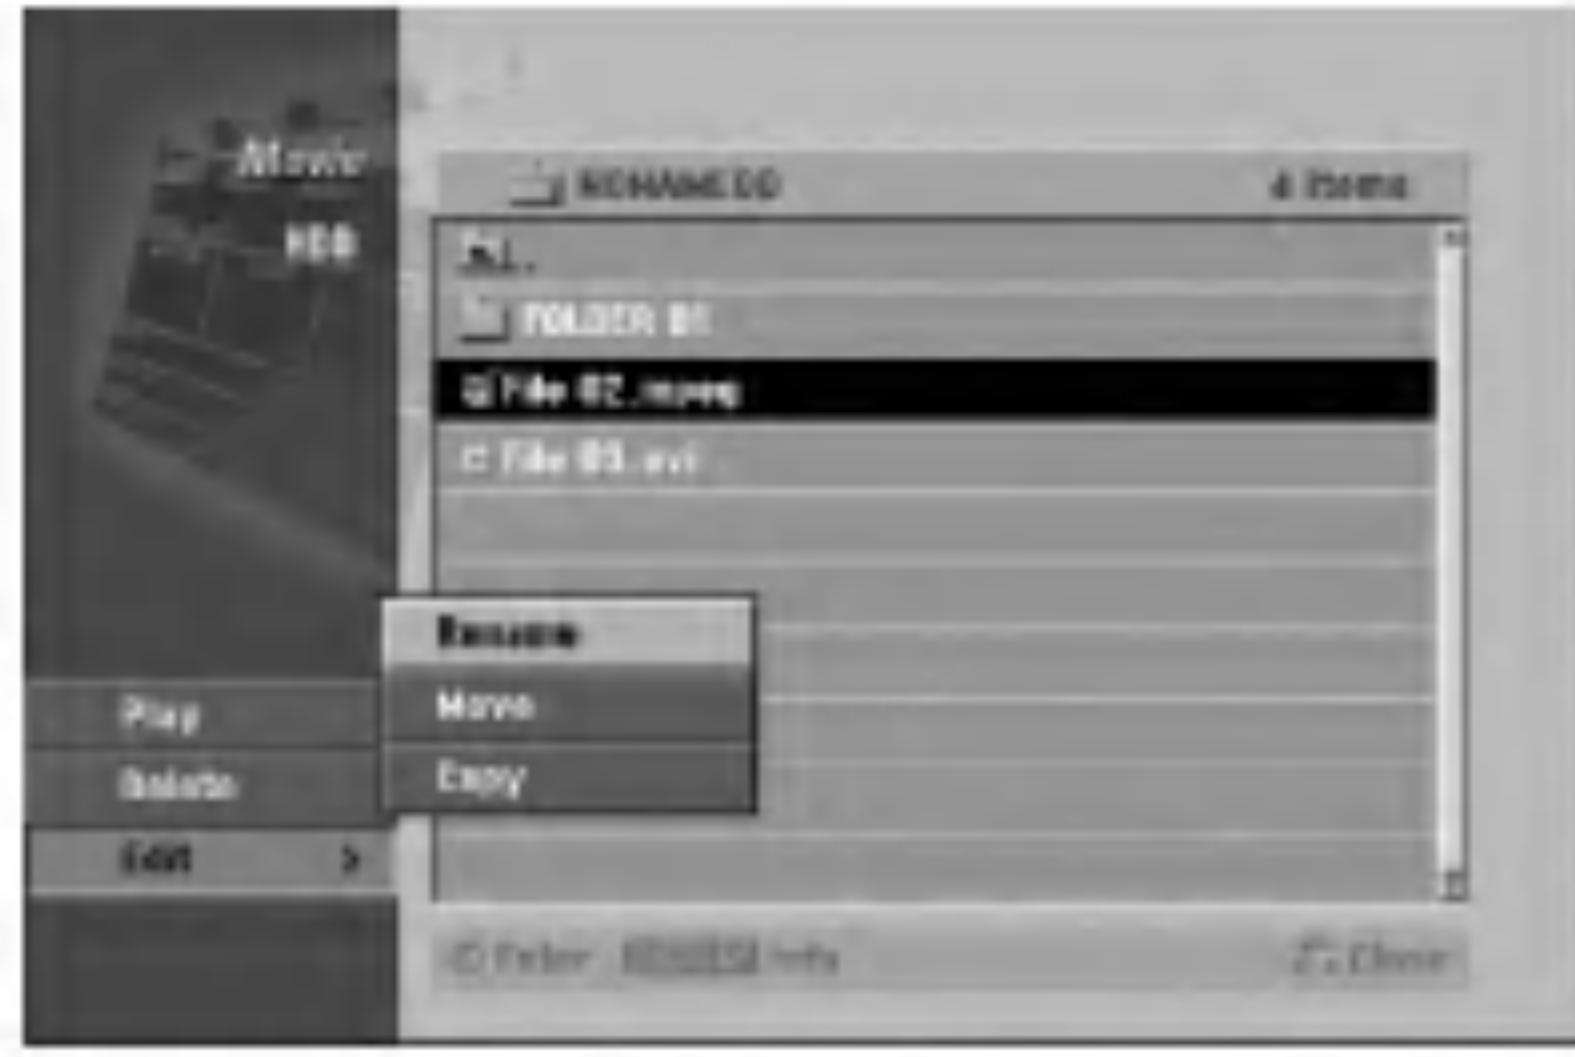 Movie
HDD
4 Items
FOLDER 01
File 02.mpeg
File 03.avi
Rename
Move
Copy
Play
Delete
Edit >
Enter Info
Close